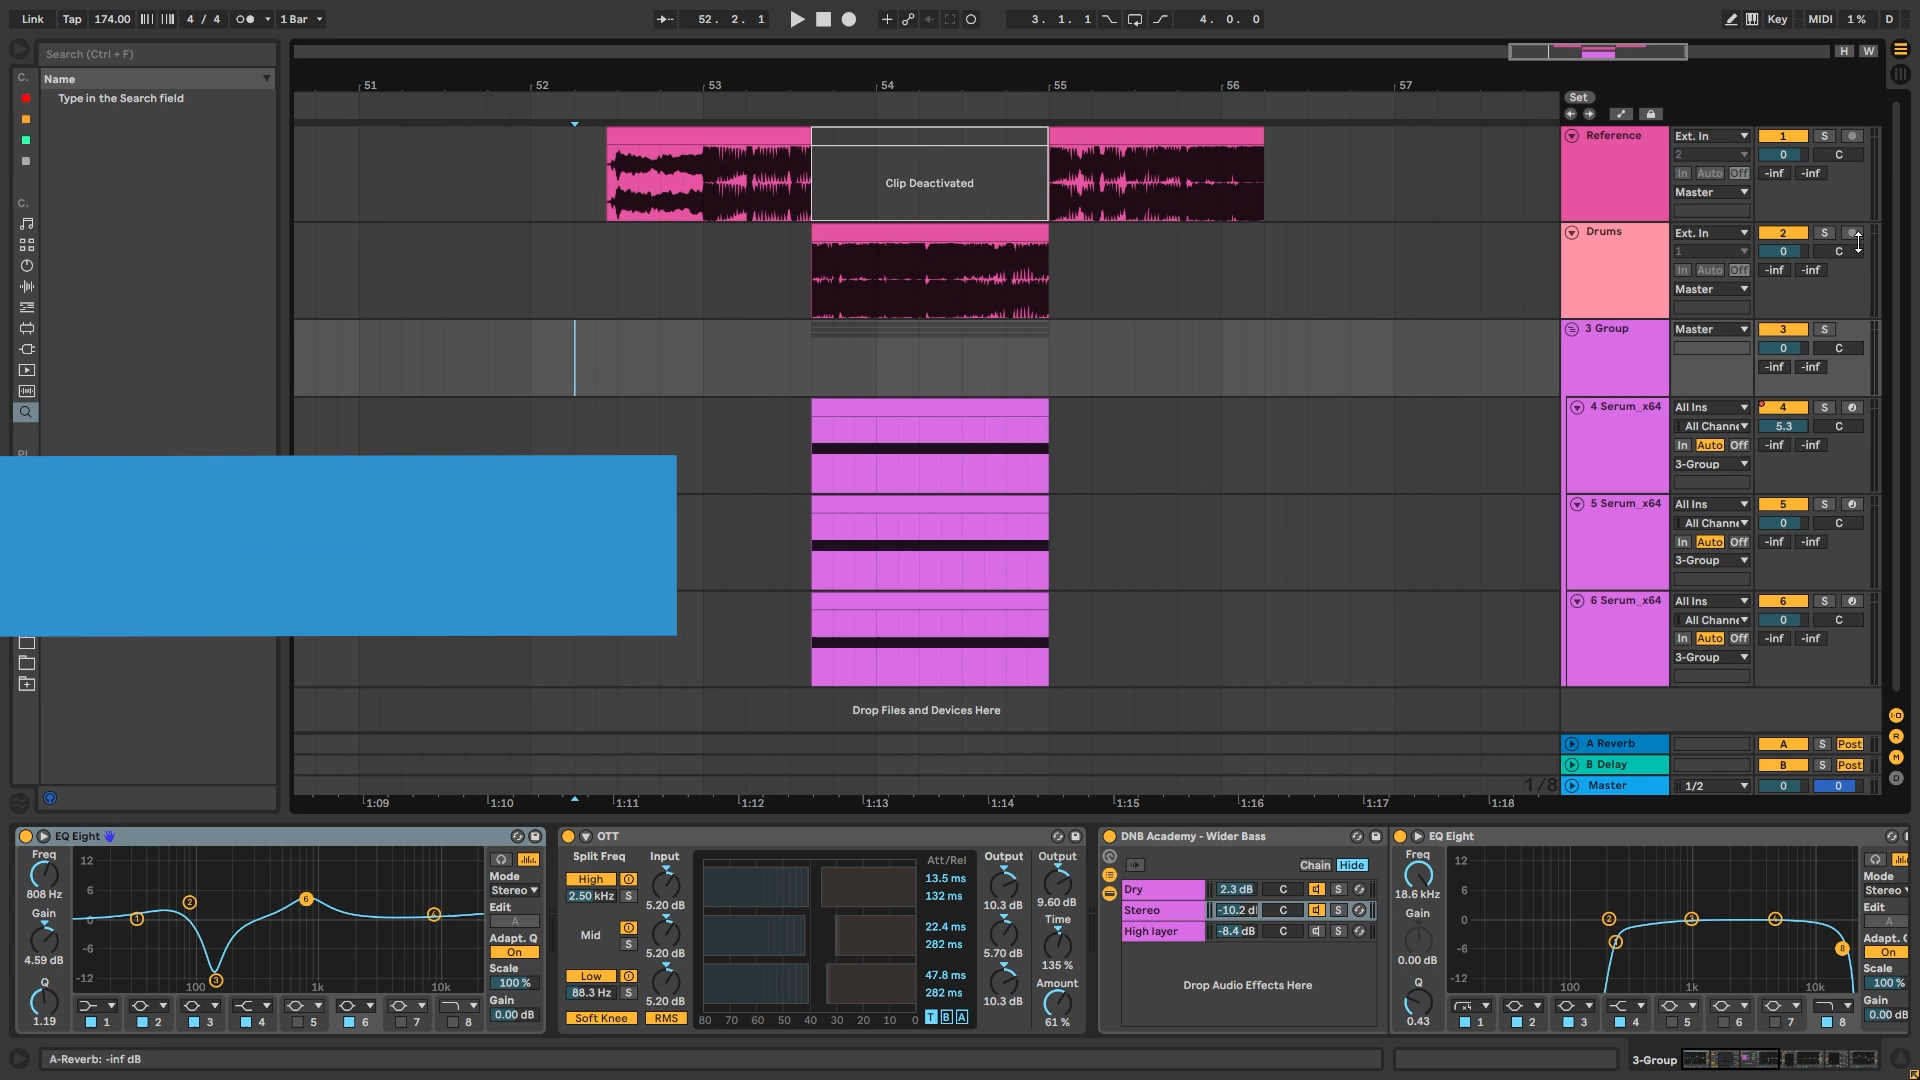 Link Tap 174.00 4 / 4 1 Bar 52. 2. 1 3. 1. 1 4. 0. 0 Key MIDI 1 % D
Search (Ctrl + F)
H W
C. Name
Type in the Search field
51 52 53 54 55 56 57
Set
Reference Ext. In 1 S
2 0 C
In Auto Off -inf -inf
Master
Clip Deactivated
Drums Ext. In 2 S
1 0 C
In Auto Off -inf -inf
Master
C.
3 Group Master 3 S
0 C
-inf -inf
4 Serum_x64 All Ins 4 S
All Channe 5.3 C
In Auto Off -inf -inf
3-Group
5 Serum_x64 All Ins 5 S
All Channe 0 C
In Auto Off -inf -inf
3-Group
6 Serum_x64 All Ins 6 S
All Channe 0 C
In Auto Off -inf -inf
3-Group
Drop Files and Devices Here
A Reverb A S Post
B Delay B S Post
1/8 Master 1/2 0 0
I·O
R
M
D
1:09 1:10 1:11 1:12 1:13 1:14 1:15 1:16 1:17 1:18
EQ Eight
Freq
808 Hz
Gain
4.59 dB
Q
1.19
12
6
0
-6
-12
100 1k 10k
1 2 3 4 6
1 2 3 4 5 6 7 8
Mode
Stereo
Edit
A
Adapt. Q
On
Scale
100 %
Gain
0.00 dB
OTT
Split Freq Input
High
2.50 kHz S 5.20 dB
Mid
S 5.20 dB
Low
88.3 Hz S 5.20 dB
Soft Knee RMS
80 70 60 50 40 30 20 10 0
Att/Rel
13.5 ms
132 ms
22.4 ms
282 ms
47.8 ms
282 ms
T B A
Output
10.3 dB
5.70 dB
10.3 dB
Output
9.60 dB
Time
135 %
Amount
61 %
DNB Academy - Wider Bass
Chain Hide
Dry 2.3 dB C S
Stereo -10.2 dB C S
High layer -8.4 dB C S
Drop Audio Effects Here
EQ Eight
Freq
18.6 kHz
Gain
0.00 dB
Q
0.43
12
6
0
-6
-12
100 1k 10k
1 2 3 4 8
1 2 3 4 5 6 7 8
Mode
Stereo
Edit
A
Adapt. Q
On
Scale
100 %
Gain
0.00 dB
A-Reverb: -inf dB
3-Group